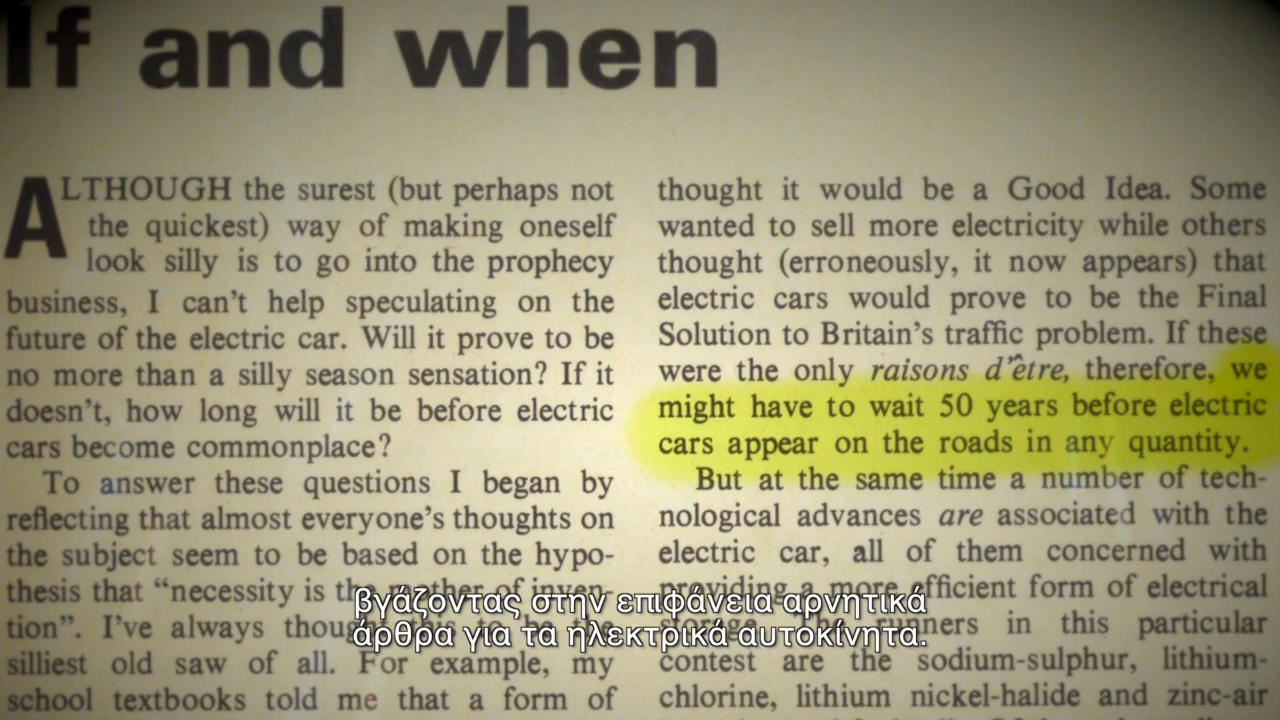 If and when
ALTHOUGH the surest (but perhaps not
the quickest) way of making oneself
look silly is to go into the prophecy
business, I can't help speculating on the
future of the electric car. Will it prove to be
no more than a silly season sensation? If it
doesn't, how long will it be before electric
cars become commonplace?
To answer these questions I began by
reflecting that almost everyone's thoughts on
the subject seem to be based on the hypo-
thesis that “necessity is the mother of inven-
tion”. I've always thought this to be the
silliest old saw of all. For example, my
school textbooks told me that a form of
thought it would be a Good Idea. Some
wanted to sell more electricity while others
thought (erroneously, it now appears) that
electric cars would prove to be the Final
Solution to Britain's traffic problem. If these
were the only raisons d'être, therefore, we
might have to wait 50 years before electric
cars appear on the roads in any quantity.
But at the same time a number of tech-
nological advances are associated with the
electric car, all of them concerned with
providing a more efficient form of electrical
storage. The runners in this particular
contest are the sodium-sulphur, lithium-
chlorine, lithium nickel-halide and zinc-air
βγάζοντας στην επιφάνεια αρνητικά
άρθρα για τα ηλεκτρικά αυτοκίνητα.